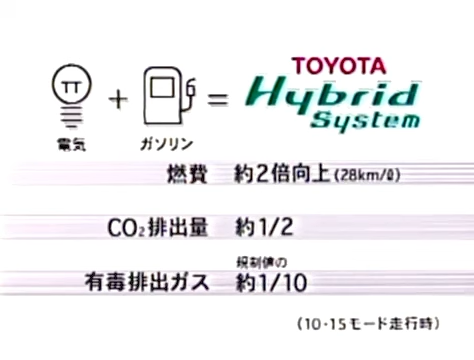 TOYOTA
Hybrid
System
+
=
電気
ガソリン
燃費 約2倍向上(28km/ℓ)
CO₂排出量 約1/2
規制値の
有毒排出ガス 約1/10
(10・15モード走行時)